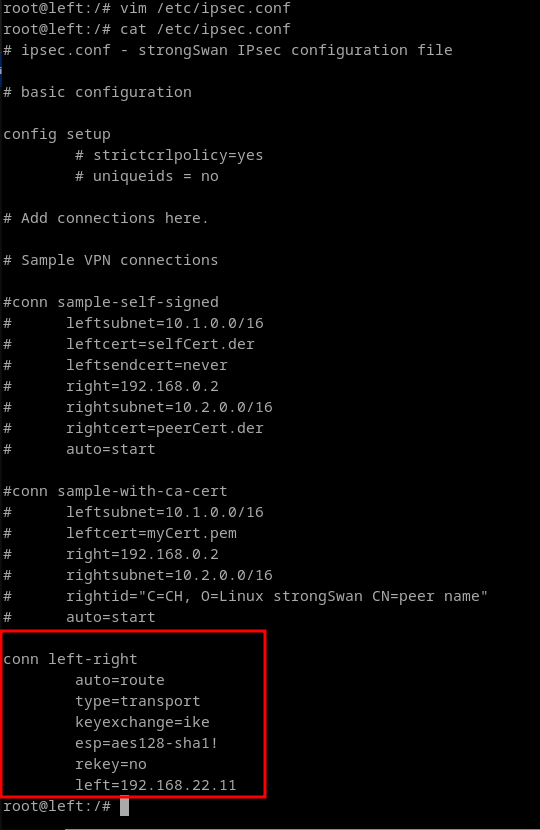 root@left:/# vim /etc/ipsec.conf
root@left:/# cat /etc/ipsec.conf
# ipsec.conf - strongSwan IPsec configuration file
# basic configuration
config setup
        # strictcrlpolicy=yes
        # uniqueids = no
# Add connections here.
# Sample VPN connections
#conn sample-self-signed
#      leftsubnet=10.1.0.0/16
#      leftcert=selfCert.der
#      leftsendcert=never
#      right=192.168.0.2
#      rightsubnet=10.2.0.0/16
#      rightcert=peerCert.der
#      auto=start
#conn sample-with-ca-cert
#      leftsubnet=10.1.0.0/16
#      leftcert=myCert.pem
#      right=192.168.0.2
#      rightsubnet=10.2.0.0/16
#      rightid="C=CH, O=Linux strongSwan CN=peer name"
#      auto=start
conn left-right
        auto=route
        type=transport
        keyexchange=ike
        esp=aes128-sha1!
        rekey=no
        left=192.168.22.11
root@left:/#